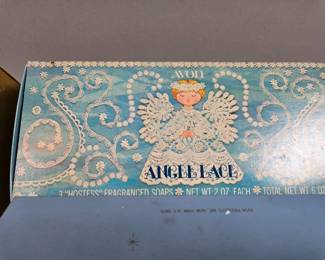 AVON
ANGEL LACE
3 "HOSTESS" FRAGRANCED SOAPS * NET WT 2 OZ. EACH * TOTAL NET WT 6 OZ